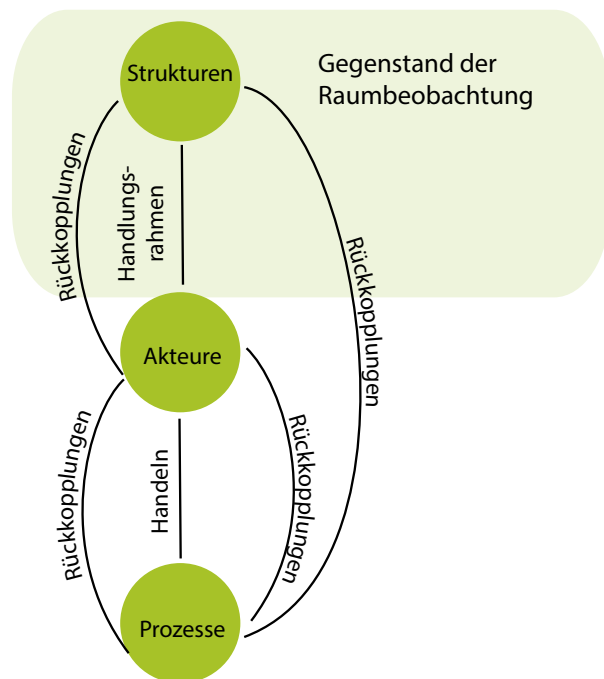 Strukturen
Gegenstand der
Raumbeobachtung
Rückkopplungen
Handlungs-
rahmen
Rückkopplungen
Akteure
Rückkopplungen
Handeln
Rückkopplungen
Prozesse